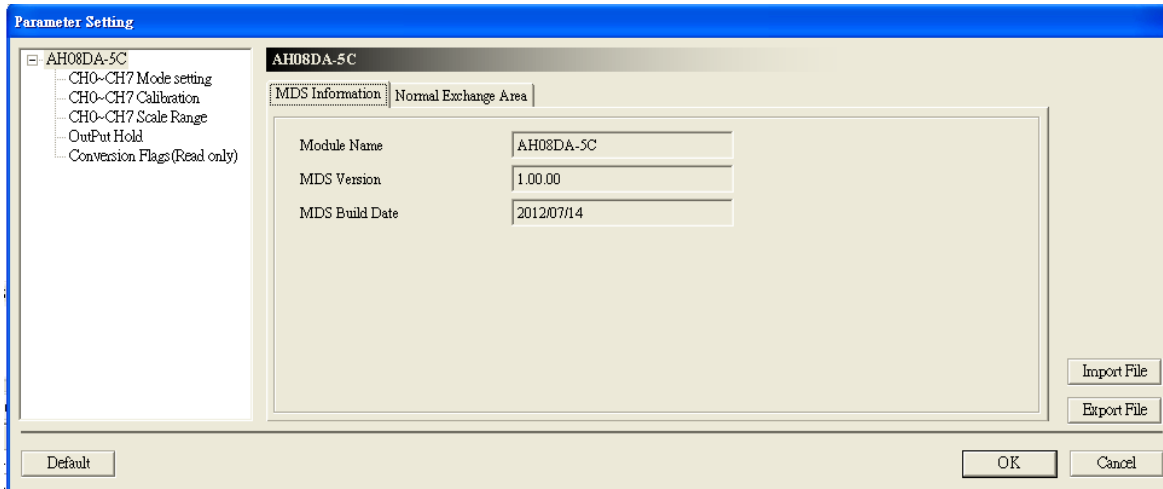 Parameter Setting
AH08DA-5C
CH0~CH7 Mode setting
CH0~CH7 Calibration
CH0~CH7 Scale Range
OutPut Hold
Conversion Flags(Read only)
AH08DA-5C
MDS Information Normal Exchange Area
Module Name AH08DA-5C
MDS Version 1.00.00
MDS Build Date 2012/07/14
Import File
Export File
Default OK Cancel